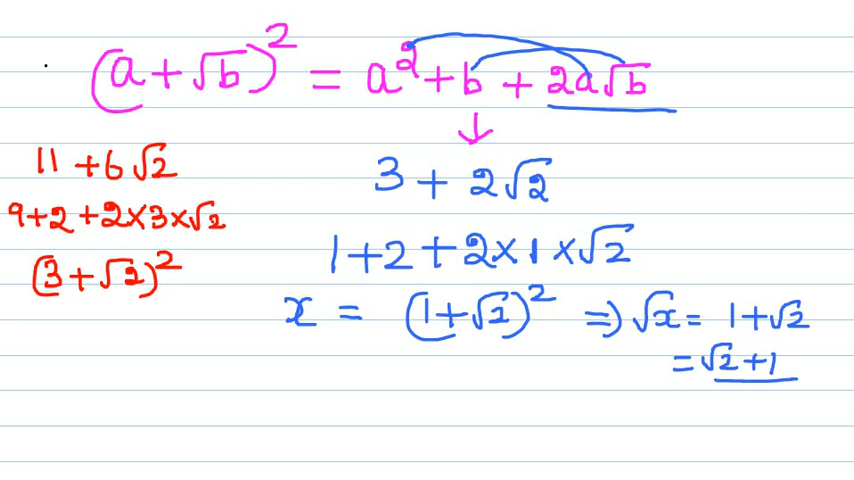 (a+√b)² = a²+b + 2a√b
↓
11 + 6√2
9+2 +2×3×√2
(3+√2)²
3 + 2√2
1+2+2×1×√2
x = (1+√2)² ⇒ √x = 1+√2
= √2+1